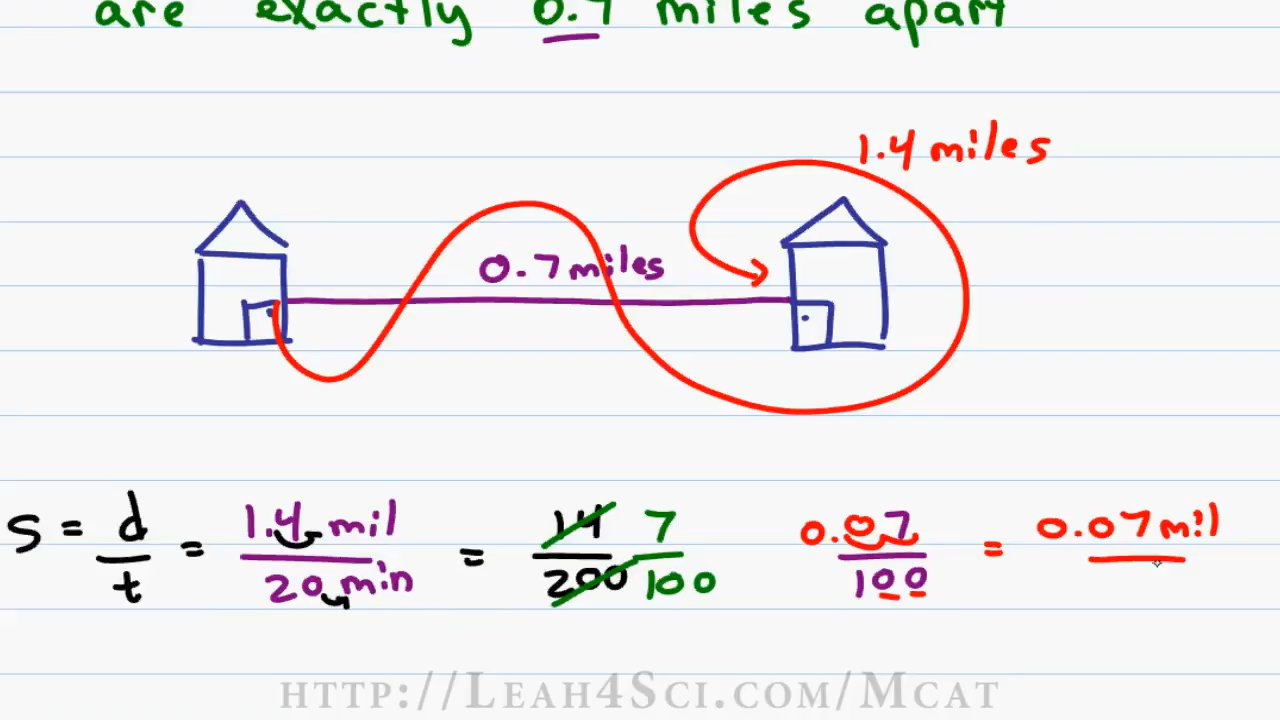 are exactly 0.7 miles apart
1.4 miles
0.7 miles
S = d/t = 1.4 mil/20 min = 14/200 7/100 0.07/100 = 0.07 mil
HTTP://LEAH4SCI.COM/MCAT